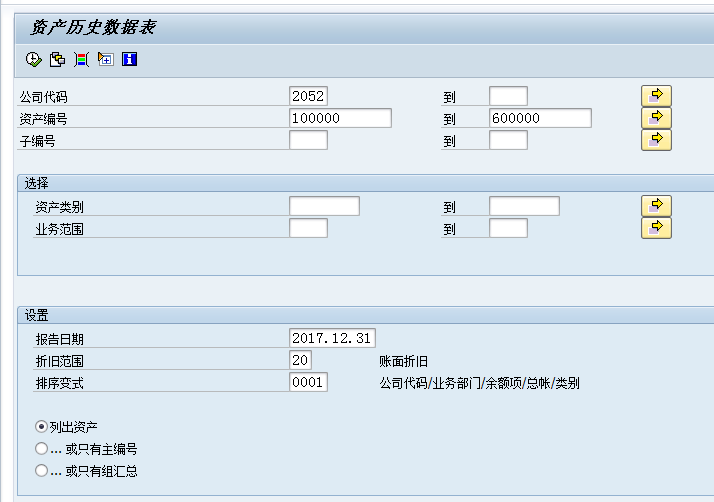 资产历史数据表
公司代码 2052 到
资产编号 100000 到 600000
子编号 到
选择
资产类别 到
业务范围 到
设置
报告日期 2017.12.31
折旧范围 20 账面折旧
排序变式 0001 公司代码/业务部门/余额项/总帐/类别
列出资产
... 或只有主编号
... 或只有组汇总